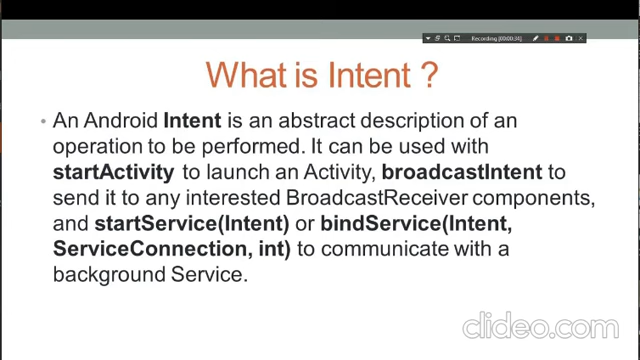 Recording [00:00:34]
What is Intent ?
• An Android Intent is an abstract description of an
operation to be performed. It can be used with
startActivity to launch an Activity, broadcastIntent to
send it to any interested BroadcastReceiver components,
and startService(Intent) or bindService(Intent,
ServiceConnection, int) to communicate with a
background Service.
clideo.com